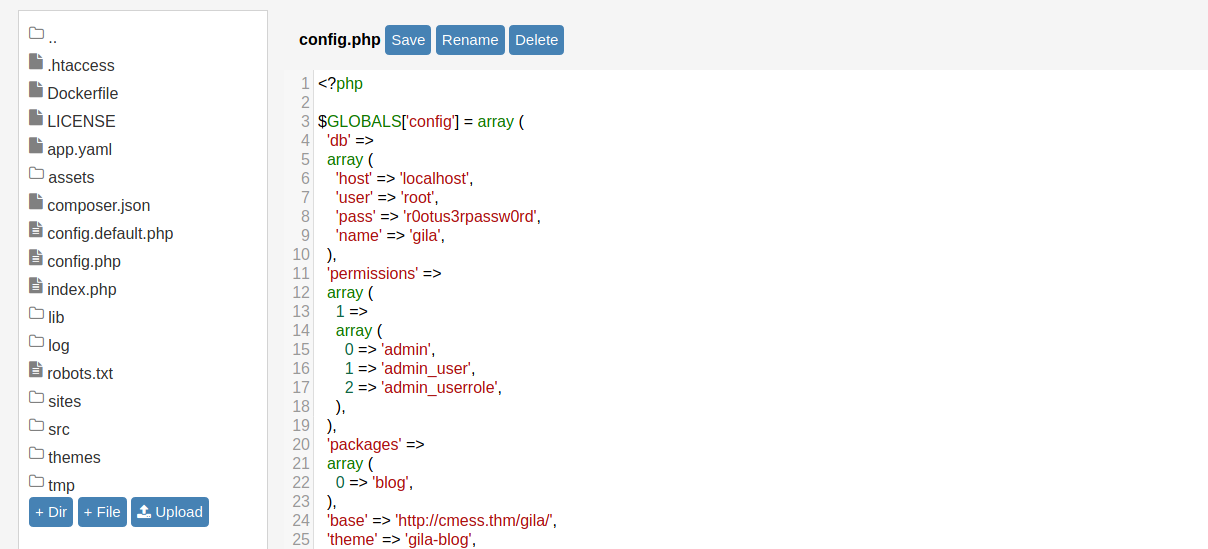 ..
.htaccess
Dockerfile
LICENSE
app.yaml
assets
composer.json
config.default.php
config.php
index.php
lib
log
robots.txt
sites
src
themes
tmp
+ Dir + File Upload
config.php Save Rename Delete
1 <?php
2
3 $GLOBALS['config'] = array (
4 'db' =>
5 array (
6 'host' => 'localhost',
7 'user' => 'root',
8 'pass' => 'r0otus3rpassw0rd',
9 'name' => 'gila',
10 ),
11 'permissions' =>
12 array (
13 1 =>
14 array (
15 0 => 'admin',
16 1 => 'admin_user',
17 2 => 'admin_userrole',
18 ),
19 ),
20 'packages' =>
21 array (
22 0 => 'blog',
23 ),
24 'base' => 'http://cmess.thm/gila/',
25 'theme' => 'gila-blog',